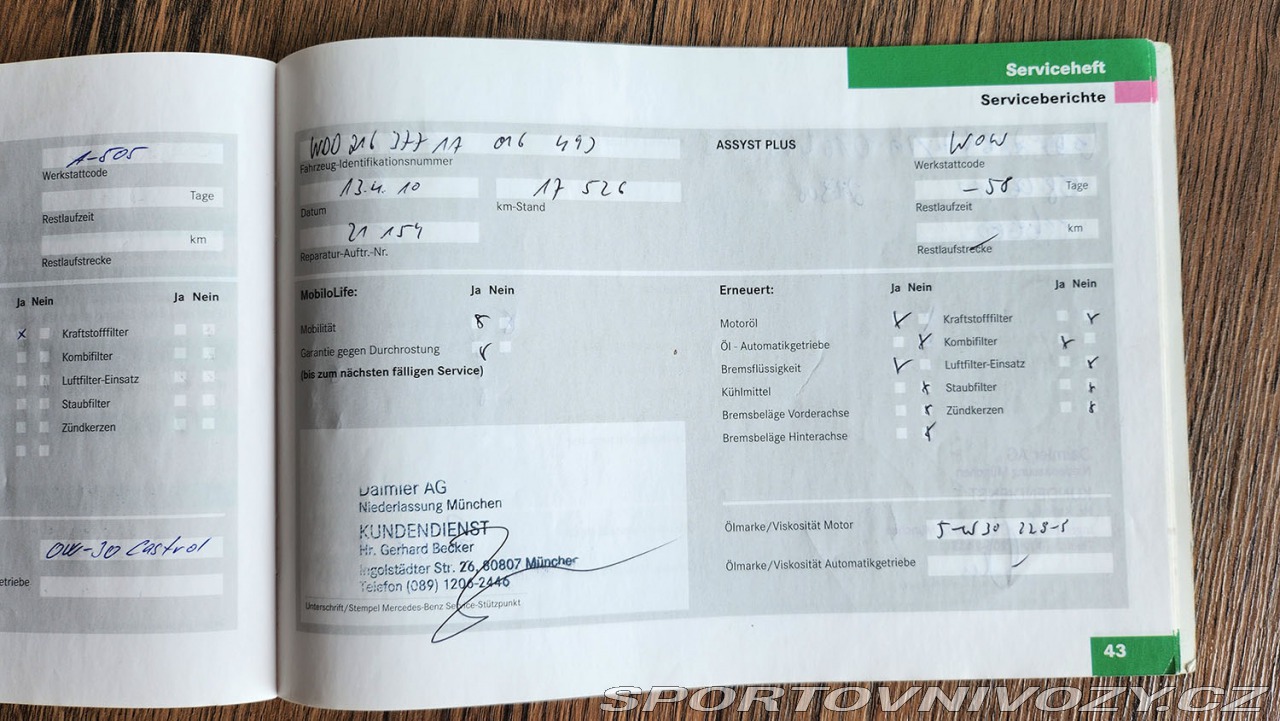 A-505
Werkstattcode
Tage
Restlaufzeit
km
Restlaufstrecke
Ja Nein Ja Nein
x Kraftstofffilter
Kombifilter
Luftfilter-Einsatz
Staubfilter
Zündkerzen
0W-30 Castrol
etriebe
Serviceheft
Serviceberichte
WDD 216 377 1A 016 492
Fahrzeug-Identifikationsnummer
13.4.10 17 526
Datum km-Stand
21 154
Reparatur-Auftr.-Nr.
ASSYST PLUS
WOW
Werkstattcode
-58 Tage
Restlaufzeit
km
Restlaufstrecke
MobiloLife: Ja Nein
Mobilität
Garantie gegen Durchrostung
(bis zum nächsten fälligen Service)
Erneuert: Ja Nein Ja Nein
Motoröl Kraftstofffilter
Öl - Automatikgetriebe Kombifilter
Bremsflüssigkeit Luftfilter-Einsatz
Kühlmittel Staubfilter
Bremsbeläge Vorderachse Zündkerzen
Bremsbeläge Hinterachse
Daimler AG
Niederlassung München
KUNDENDIENST
Hr. Gerhard Becker
Ingolstädter Str. 26, 80807 München
Telefon (089) 1206-2446
Unterschrift/Stempel Mercedes-Benz Service-Stützpunkt
Ölmarke/Viskosität Motor 5-W30 229-5
Ölmarke/Viskosität Automatikgetriebe
43
SPORTOVNIVOZY.CZ